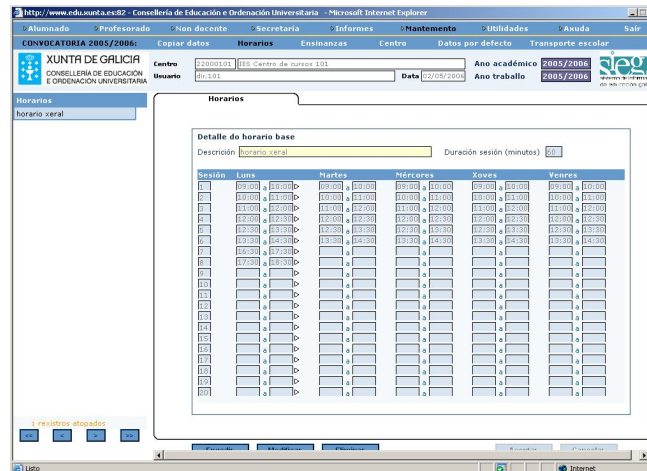 http://www.edu.xunta.es:82 - Consellería de Educación e Ordenación Universitaria - Microsoft Internet Explorer
Alumnado Profesorado Non docente Secretaría Informes Mantemento Utilidades Axuda Sair
CONVOCATORIA 2005/2006: Copiar datos Horarios Ensinanzas Centro Datos por defecto Transporte escolar
XUNTA DE GALICIA
CONSELLERÍA DE EDUCACIÓN
E ORDENACIÓN UNIVERSITARIA
Centro 22000101 IES Centro de cursos 101 Ano académico 2005/2006
Usuario dir.101 Data 02/05/2006 Ano traballo 2005/2006
Horarios
horario xeral
Horarios
Detalle do horario base
Descrición horario xeral Duración sesión (minutos) 60
Sesión Luns Martes Mércores Xoves Venres
1 09:00 a 10:00 09:00 a 10:00 09:00 a 10:00 09:00 a 10:00 09:00 a 10:00
2 10:00 a 11:00 10:00 a 11:00 10:00 a 11:00 10:00 a 11:00 10:00 a 11:00
3 11:00 a 12:00 11:00 a 12:00 11:00 a 12:00 11:00 a 12:00 11:00 a 12:00
4 12:00 a 12:30 12:00 a 12:30 12:00 a 12:30 12:00 a 12:30 12:00 a 12:30
5 12:30 a 13:30 12:30 a 13:30 12:30 a 13:30 12:30 a 13:30 12:30 a 13:30
6 13:30 a 14:30 13:30 a 14:30 13:30 a 14:30 13:30 a 14:30 13:30 a 14:30
7 16:30 a 17:30 a a a a
8 17:30 a 18:30 a a a a
9 a a a a a
10 a a a a a
11 a a a a a
12 a a a a a
13 a a a a a
14 a a a a a
15 a a a a a
16 a a a a a
17 a a a a a
18 a a a a a
19 a a a a a
20 a a a a a
1 rexistros atopados
<< < > >>
Listo Internet